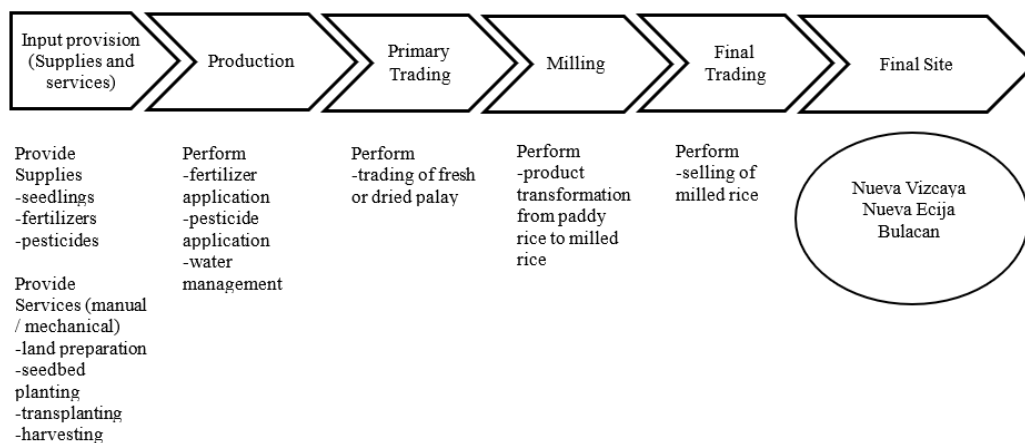 Input provision
(Supplies and
services)
Production
Primary
Trading
Milling
Final
Trading
Final Site
Provide
Supplies
-seedlings
-fertilizers
-pesticides
Provide
Services (manual
/ mechanical)
-land preparation
-seedbed
planting
-transplanting
-harvesting
Perform
-fertilizer
application
-pesticide
application
-water
management
Perform
-trading of fresh
or dried palay
Perform
-product
transformation
from paddy
rice to milled
rice
Perform
-selling of
milled rice
Nueva Vizcaya
Nueva Ecija
Bulacan